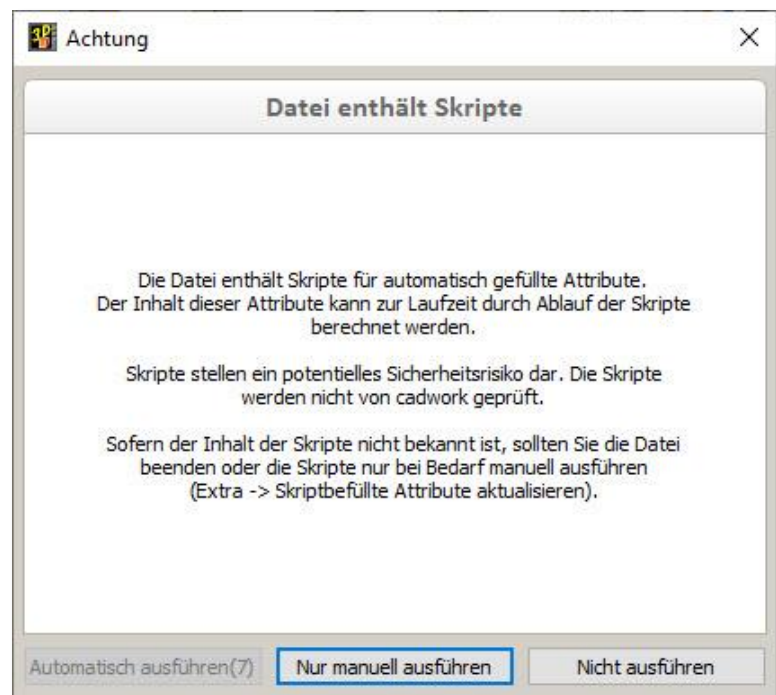 Achtung
Datei enthält Skripte
Die Datei enthält Skripte für automatisch gefüllte Attribute.
Der Inhalt dieser Attribute kann zur Laufzeit durch Ablauf der Skripte
berechnet werden.
Skripte stellen ein potentielles Sicherheitsrisiko dar. Die Skripte
werden nicht von cadwork geprüft.
Sofern der Inhalt der Skripte nicht bekannt ist, sollten Sie die Datei
beenden oder die Skripte nur bei Bedarf manuell ausführen
(Extra -> Skriptbefüllte Attribute aktualisieren).
Automatisch ausführen(7) Nur manuell ausführen Nicht ausführen